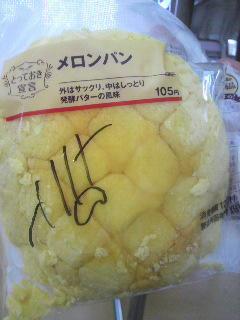 とっておき
宣言
メロンパン
外はサックリ、中はしっとり
発酵バターの風味
105円